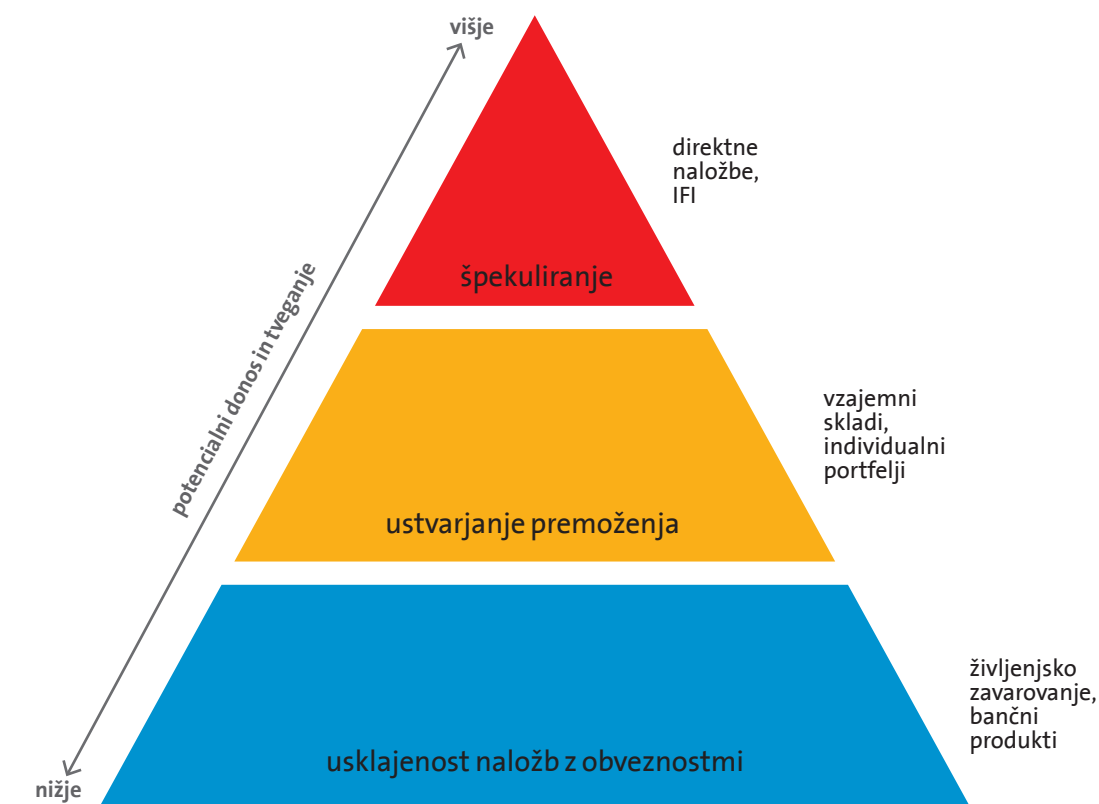 višje
direktne
naložbe,
IFI
špekuliranje
potencialni donos in tveganje
vzajemni
skladi,
individualni
portfelji
ustvarjanje premoženja
življenjsko
zavarovanje,
bančni
produkti
usklajenost naložb z obveznostmi
nižje